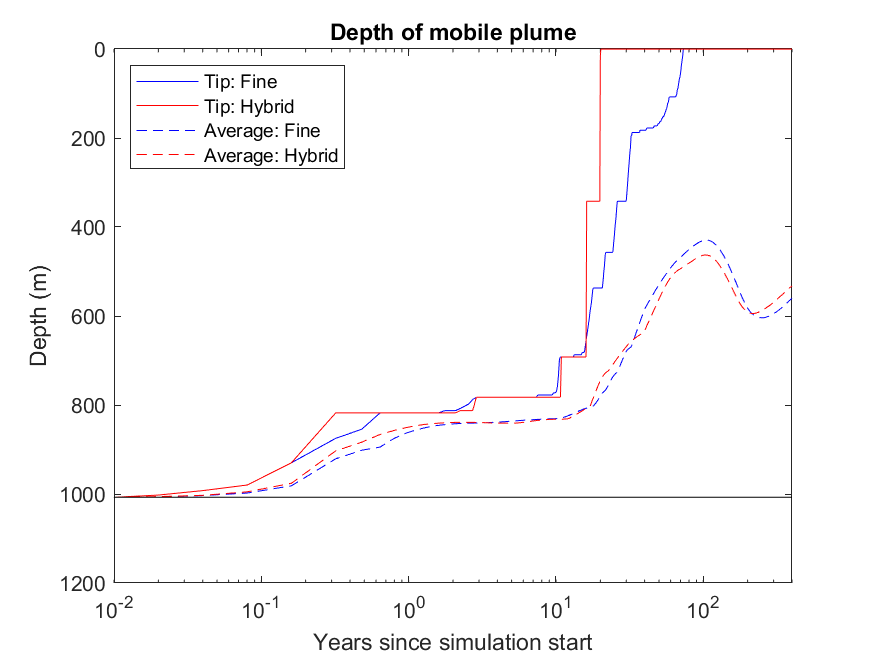 Depth of mobile plume
Tip: Fine
Tip: Hybrid
Average: Fine
Average: Hybrid
Depth (m)
0
200
400
600
800
1000
1200
10⁻² 10⁻¹ 10⁰ 10¹ 10²
Years since simulation start